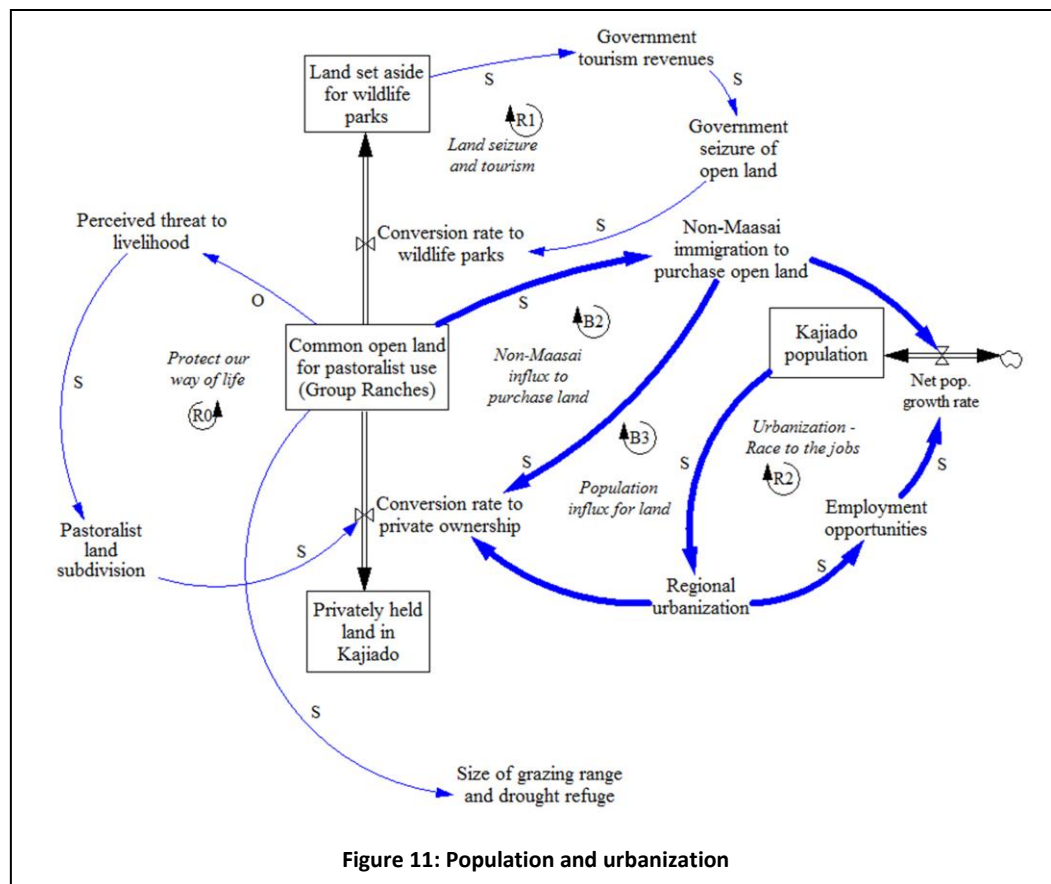 Government
tourism revenues
Land set aside
for wildlife
parks
S
S
R1
Land seizure
and tourism
Government
seizure of
open land
Perceived threat to
livelihood
Conversion rate to
wildlife parks
S
Non-Maasai
immigration to
purchase open land
O
S
B2
Common open land
for pastoralist use
(Group Ranches)
Protect our
way of life
R0
S
Non-Maasai
influx to
purchase land
Kajiado
population
Net pop.
growth rate
B3
S
Urbanization -
Race to the jobs
R2
S
S
Conversion rate to
private ownership
Population
influx for land
Employment
opportunities
Pastoralist
land
subdivision
S
S
Regional
urbanization
Privately held
land in
Kajiado
S
Size of grazing range
and drought refuge
Figure 11: Population and urbanization